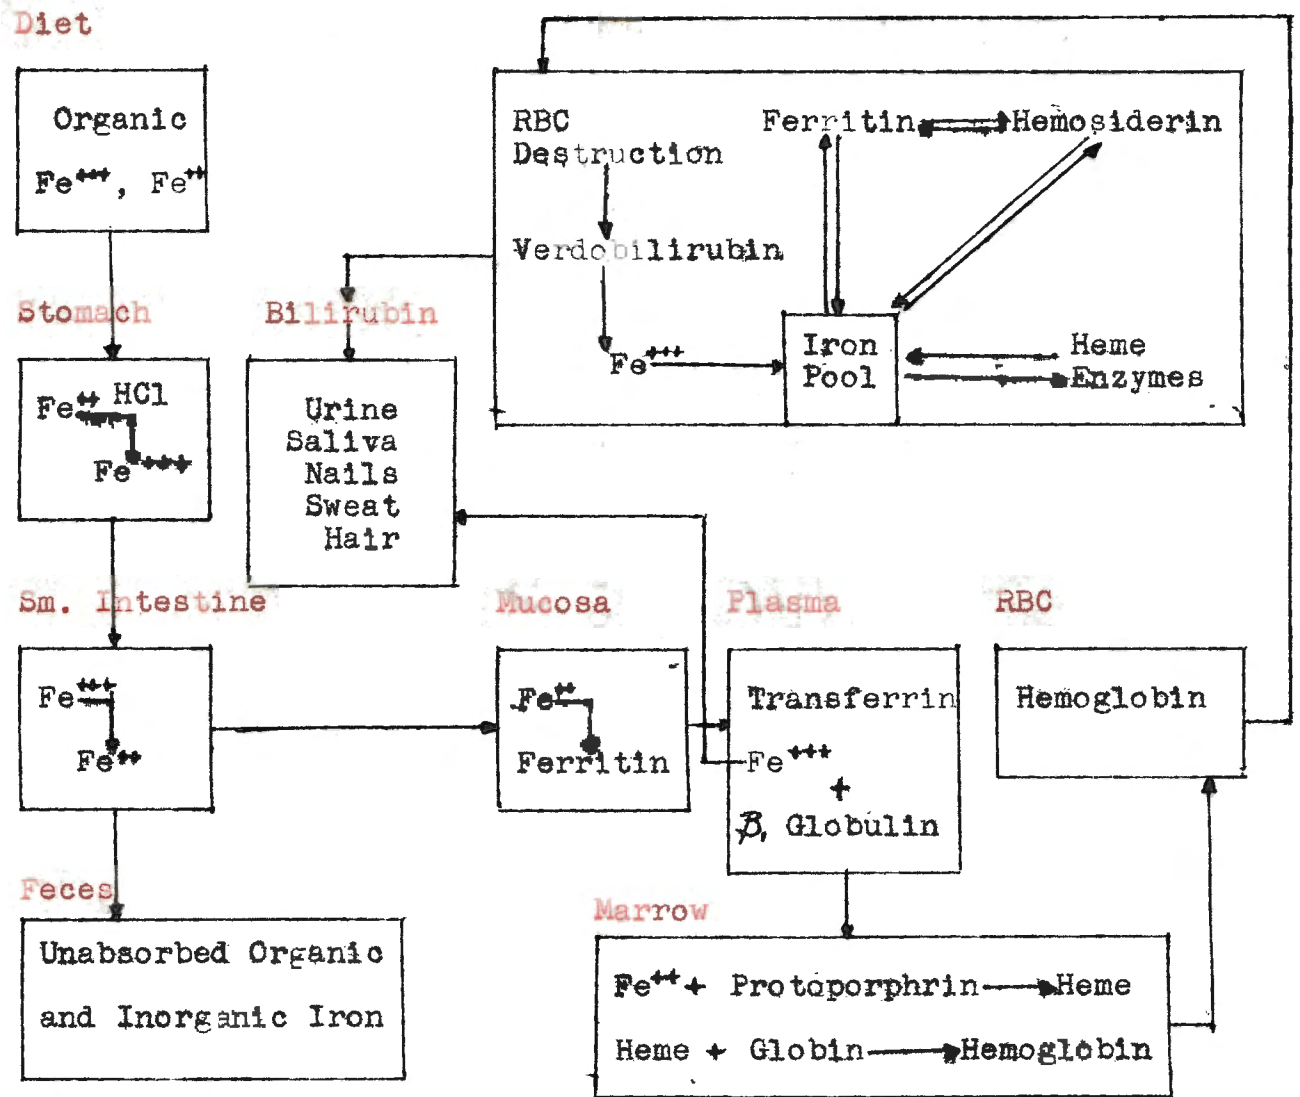 Diet
Organic
Fe+++, Fe++
RBC
Destruction
Ferritin
Hemosiderin
Verdobilirubin
Fe+++
Iron
Pool
Heme
Enzymes
Stomach
Fe++ HCl
Fe+++
Bilirubin
Urine
Saliva
Nails
Sweat
Hair
Sm. Intestine
Fe+++
Fe++
Mucosa
Fe++
Ferritin
Plasma
Transferrin
Fe+++
+
β, Globulin
RBC
Hemoglobin
Feces
Unabsorbed Organic
and Inorganic Iron
Marrow
Fe++ + Protoporphrin Heme
Heme + Globin Hemoglobin